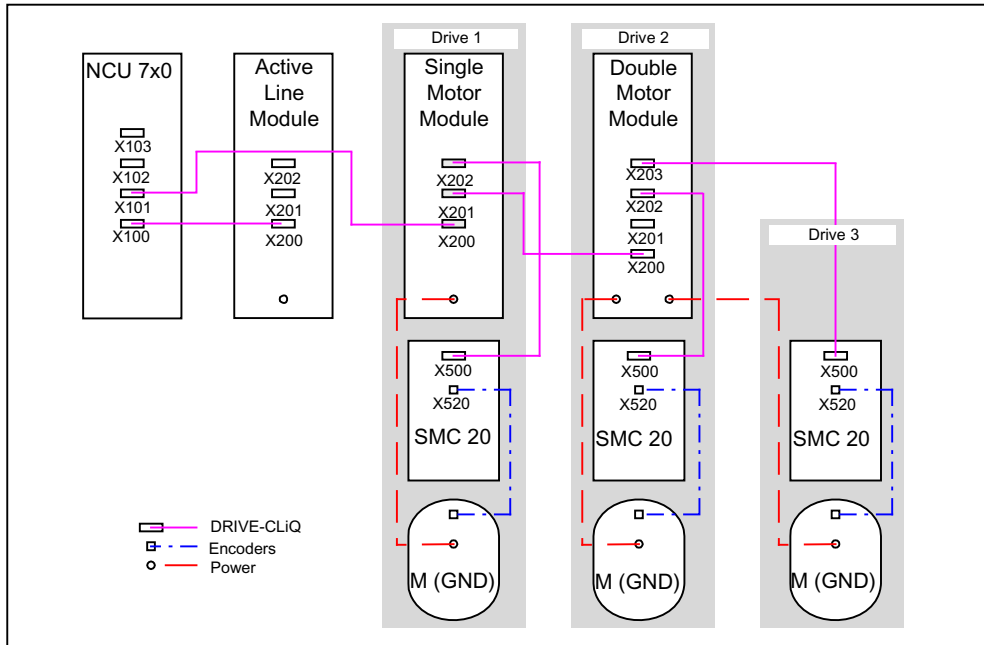 Drive 1
Drive 2
NCU 7x0
X103
X102
X101
X100
Active
Line
Module
X202
X201
X200
Single
Motor
Module
X202
X201
X200
Double
Motor
Module
X203
X202
X201
X200
Drive 3
X500
X520
SMC 20
M (GND)
X500
X520
SMC 20
M (GND)
X500
X520
SMC 20
M (GND)
DRIVE-CLiQ
Encoders
Power